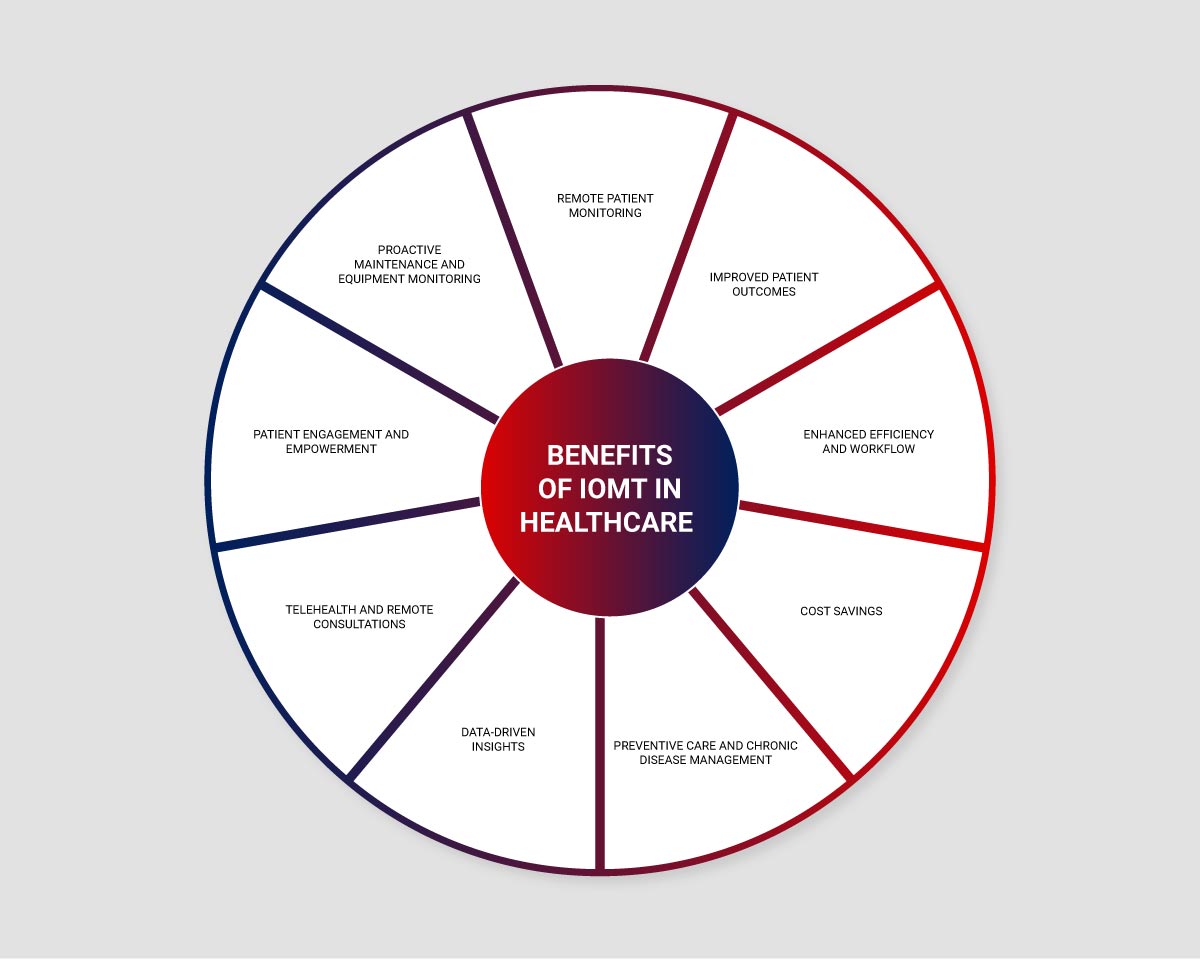 BENEFITS
OF IOMT IN
HEALTHCARE
REMOTE PATIENT
MONITORING
IMPROVED PATIENT
OUTCOMES
ENHANCED EFFICIENCY
AND WORKFLOW
COST SAVINGS
PREVENTIVE CARE AND CHRONIC
DISEASE MANAGEMENT
DATA-DRIVEN
INSIGHTS
TELEHEALTH AND REMOTE
CONSULTATIONS
PATIENT ENGAGEMENT AND
EMPOWERMENT
PROACTIVE
MAINTENANCE AND
EQUIPMENT MONITORING